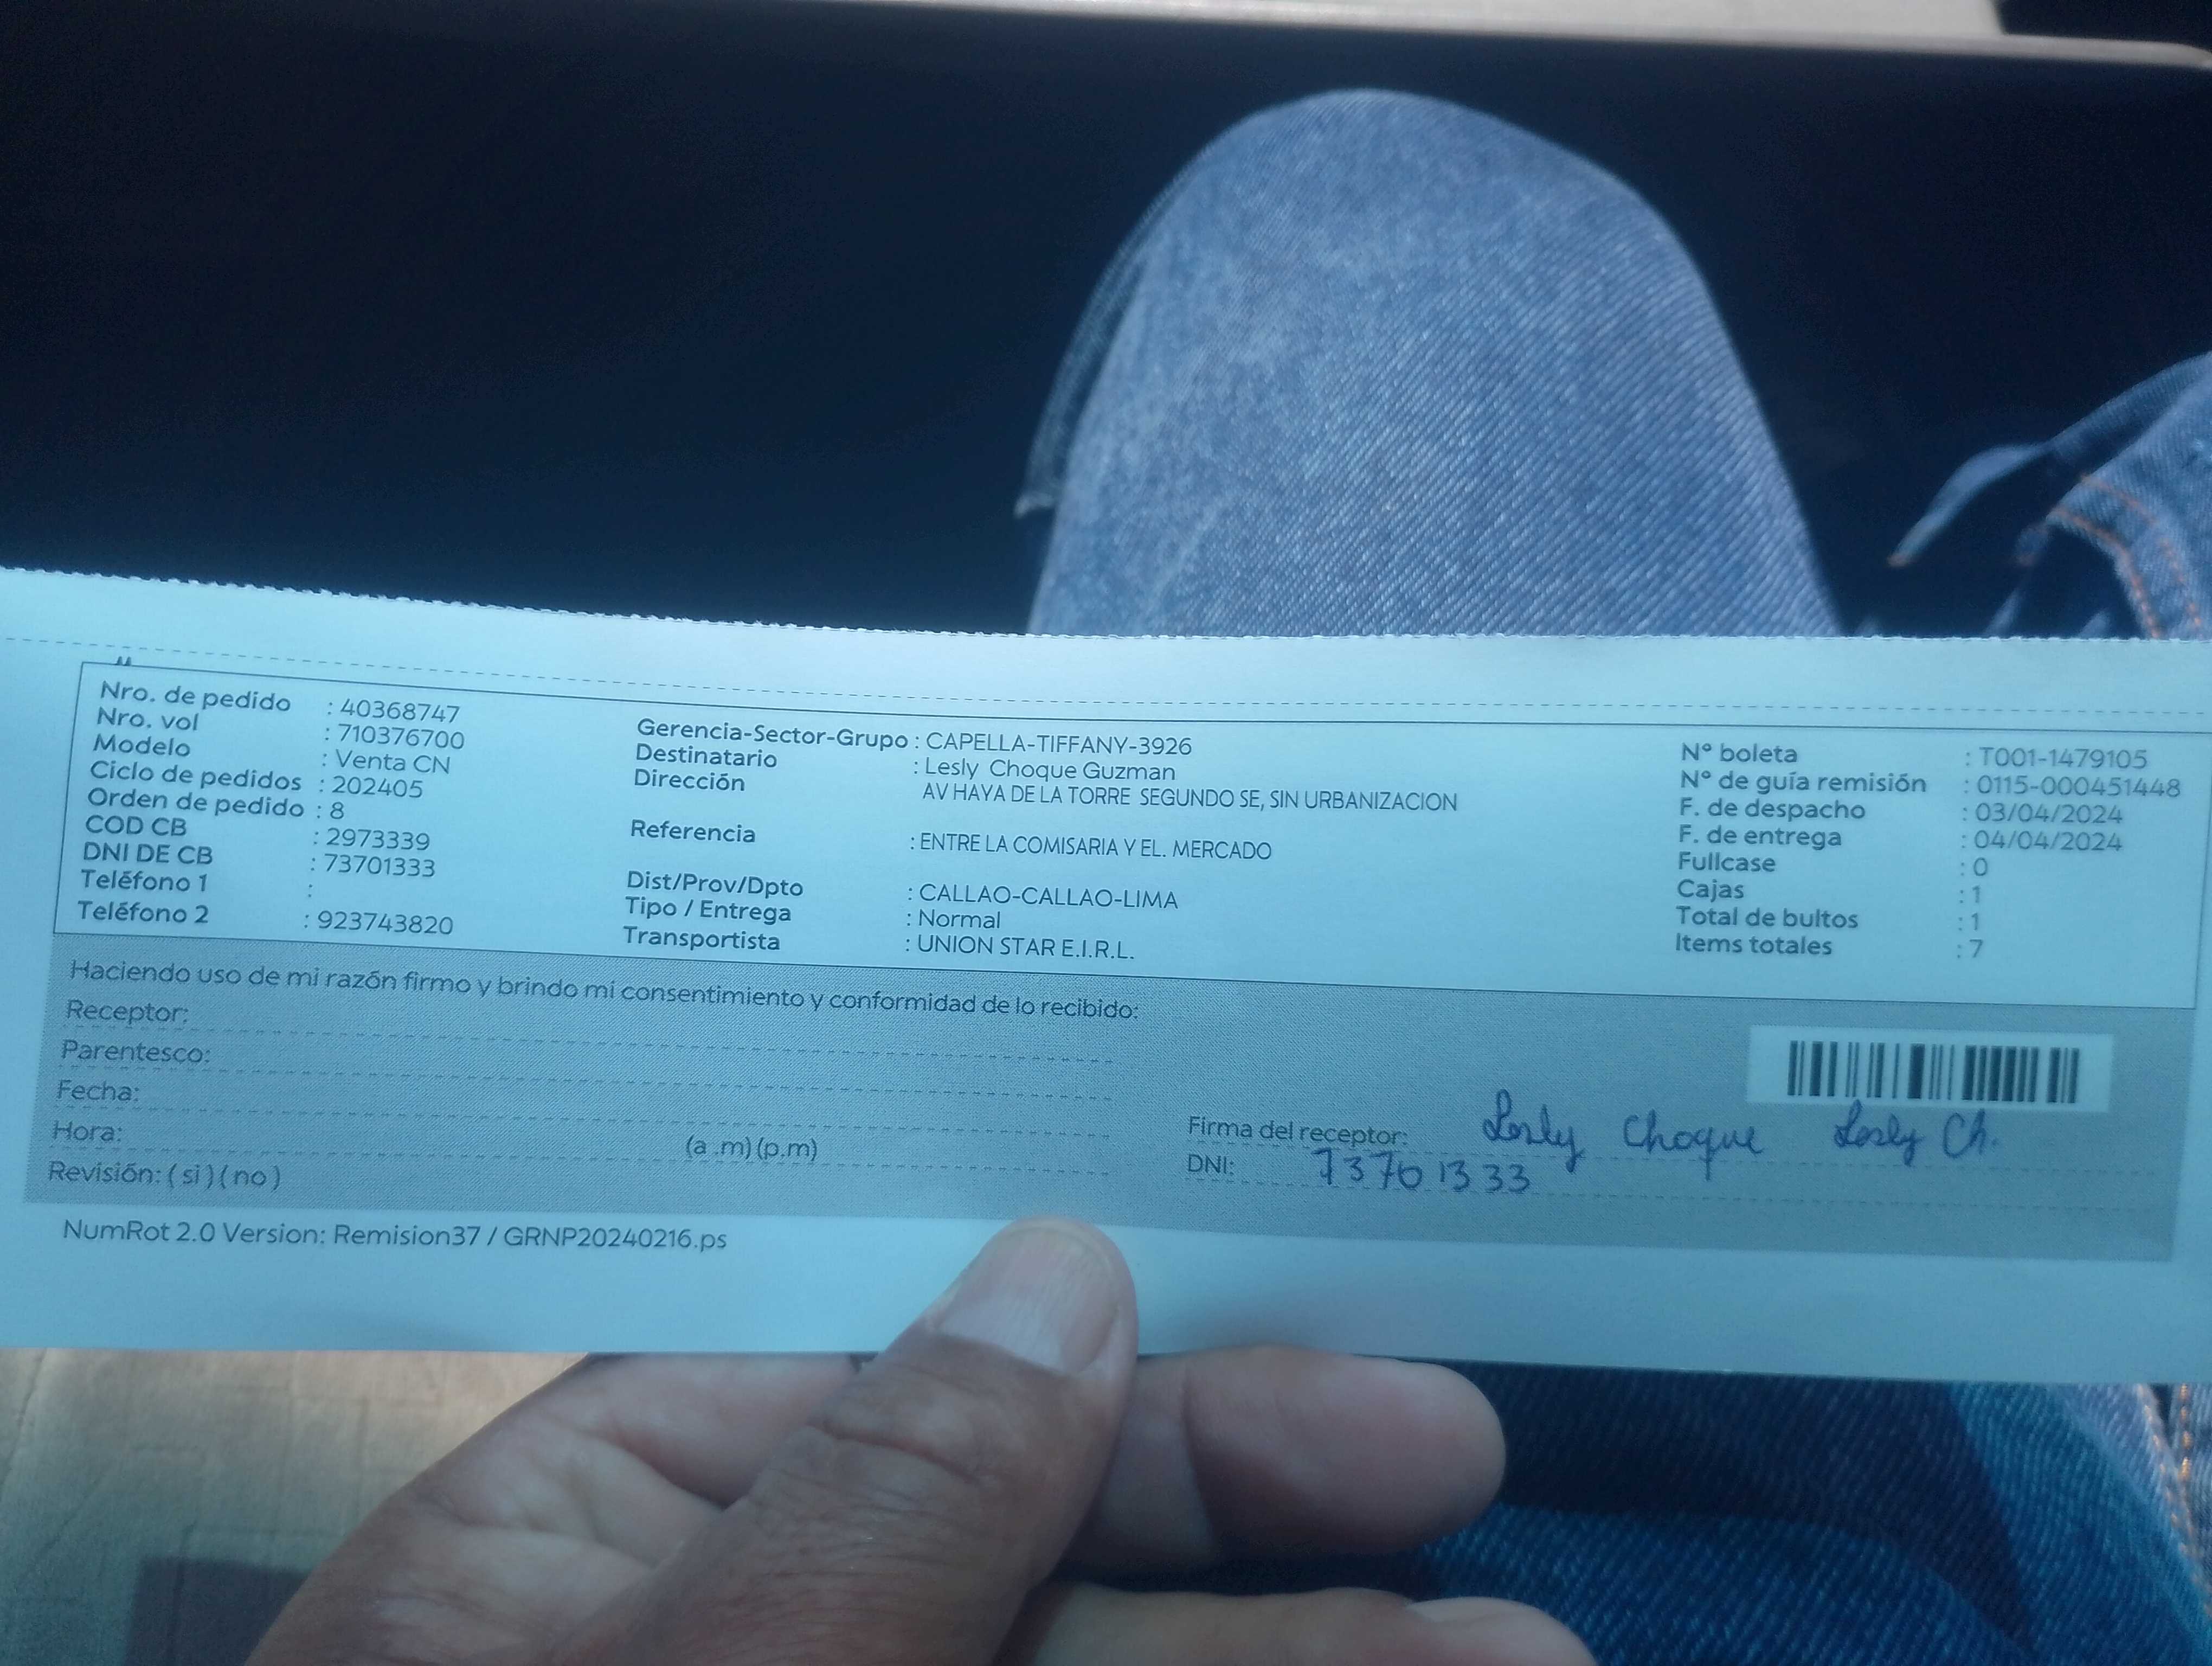 Nro. de pedido : 40368747
Nro. vol : 710376700
Modelo : Venta CN
Ciclo de pedidos : 202405
Orden de pedido : 8
COD CB : 2973339
DNI DE CB : 73701333
Teléfono 1 :
Teléfono 2 : 923743820
Gerencia-Sector-Grupo : CAPELLA-TIFFANY-3926
Destinatario : Lesly Choque Guzman
Dirección AV HAYA DE LA TORRE SEGUNDO SE, SIN URBANIZACION
Referencia : ENTRE LA COMISARIA Y EL. MERCADO
Dist/Prov/Dpto : CALLAO-CALLAO-LIMA
Tipo / Entrega : Normal
Transportista : UNION STAR E.I.R.L.
N° boleta : T001-1479105
N° de guía remisión : 0115-000451448
F. de despacho : 03/04/2024
F. de entrega : 04/04/2024
Fullcase : 0
Cajas : 1
Total de bultos : 1
Items totales : 7
Haciendo uso de mi razón firmo y brindo mi consentimiento y conformidad de lo recibido:
Receptor:
Parentesco:
Fecha:
Hora: (a .m) (p.m)
Revisión: ( si ) ( no )
Firma del receptor: Lesly Choque Lesly Ch.
DNI: 73701333
NumRot 2.0 Version: Remision37 / GRNP20240216.ps